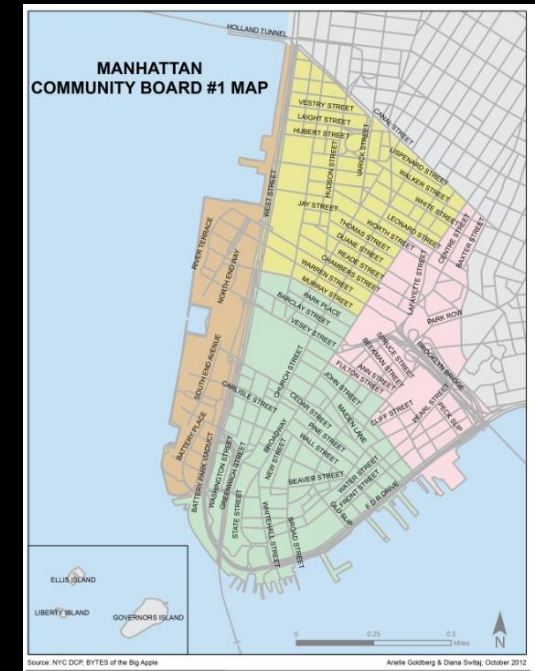 HOLLAND TUNNEL
MANHATTAN
COMMUNITY BOARD #1 MAP
CANAL STREET
VESTRY STREET
LAIGHT STREET
HUBERT STREET
HUDSON STREET
VARICK STREET
LISPENARD STREET
WALKER STREET
WHITE STREET
WEST STREET
JAY STREET
LEONARD STREET
WORTH STREET
THOMAS STREET
DUANE STREET
READE STREET
CHAMBERS STREET
WARREN STREET
MURRAY STREET
CENTRE STREET
BAXTER STREET
LAFAYETTE STREET
RIVER TERRACE
NORTH END WAY
PARK PLACE
BARCLAY STREET
VESEY STREET
PARK ROW
SPRUCE STREET
BEEKMAN STREET
ANN STREET
FULTON STREET
BROOKLYN BRIDGE
SOUTH END AVENUE
CHURCH STREET
JOHN STREET
CARLISLE STREET
CEDAR STREET
MAIDEN LANE
CLIFF STREET
PEARL STREET
PECK SLIP
BATTERY PLACE
BROADWAY
PINE STREET
WALL STREET
NEW STREET
BATTERY PARK VIADUCT
WASHINGTON STREET
GREENWICH STREET
BEAVER STREET
WATER STREET
FRONT STREET
OLD SLIP
F.D.R DRIVE
STATE STREET
WHITEHALL STREET
BROAD STREET
ELLIS ISLAND
LIBERTY ISLAND
GOVERNORS ISLAND
0 0.25 0.5
Miles
N
Source: NYC DCP, BYTES of the Big Apple
Arielle Goldberg & Diana Switaj; October 2012